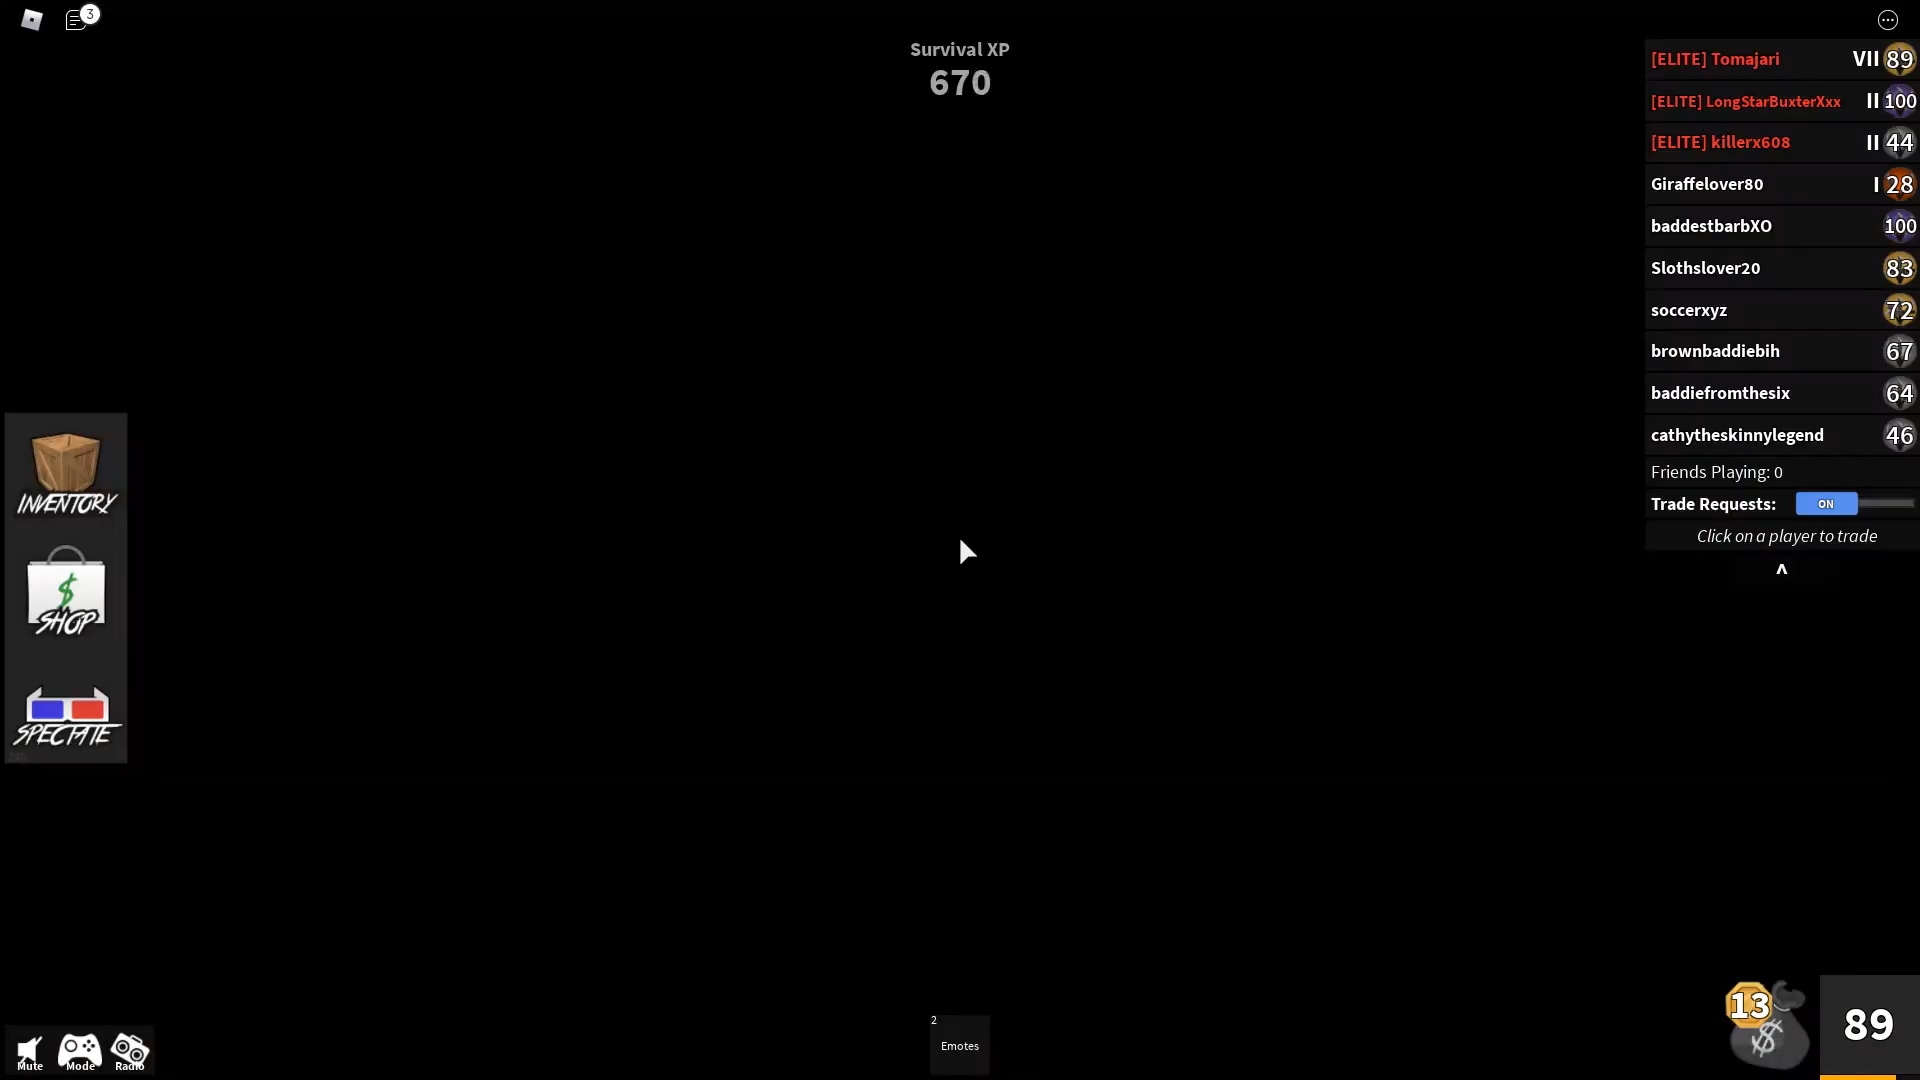 3
Survival XP
670
[ELITE] Tomajari VII 89
[ELITE] LongStarBuxterXxx II 100
[ELITE] killerx608 II 44
Giraffelover80 I 28
baddestbarbXO 100
Slothslover20 83
soccerxyz 72
brownbaddiebih 67
baddiefromthesix 64
cathytheskinnylegend 46
Friends Playing: 0
Trade Requests: ON
Click on a player to trade
INVENTORY
$
SHOP
SPECTATE
Mute Mode Radio
2
Emotes
13
$
89